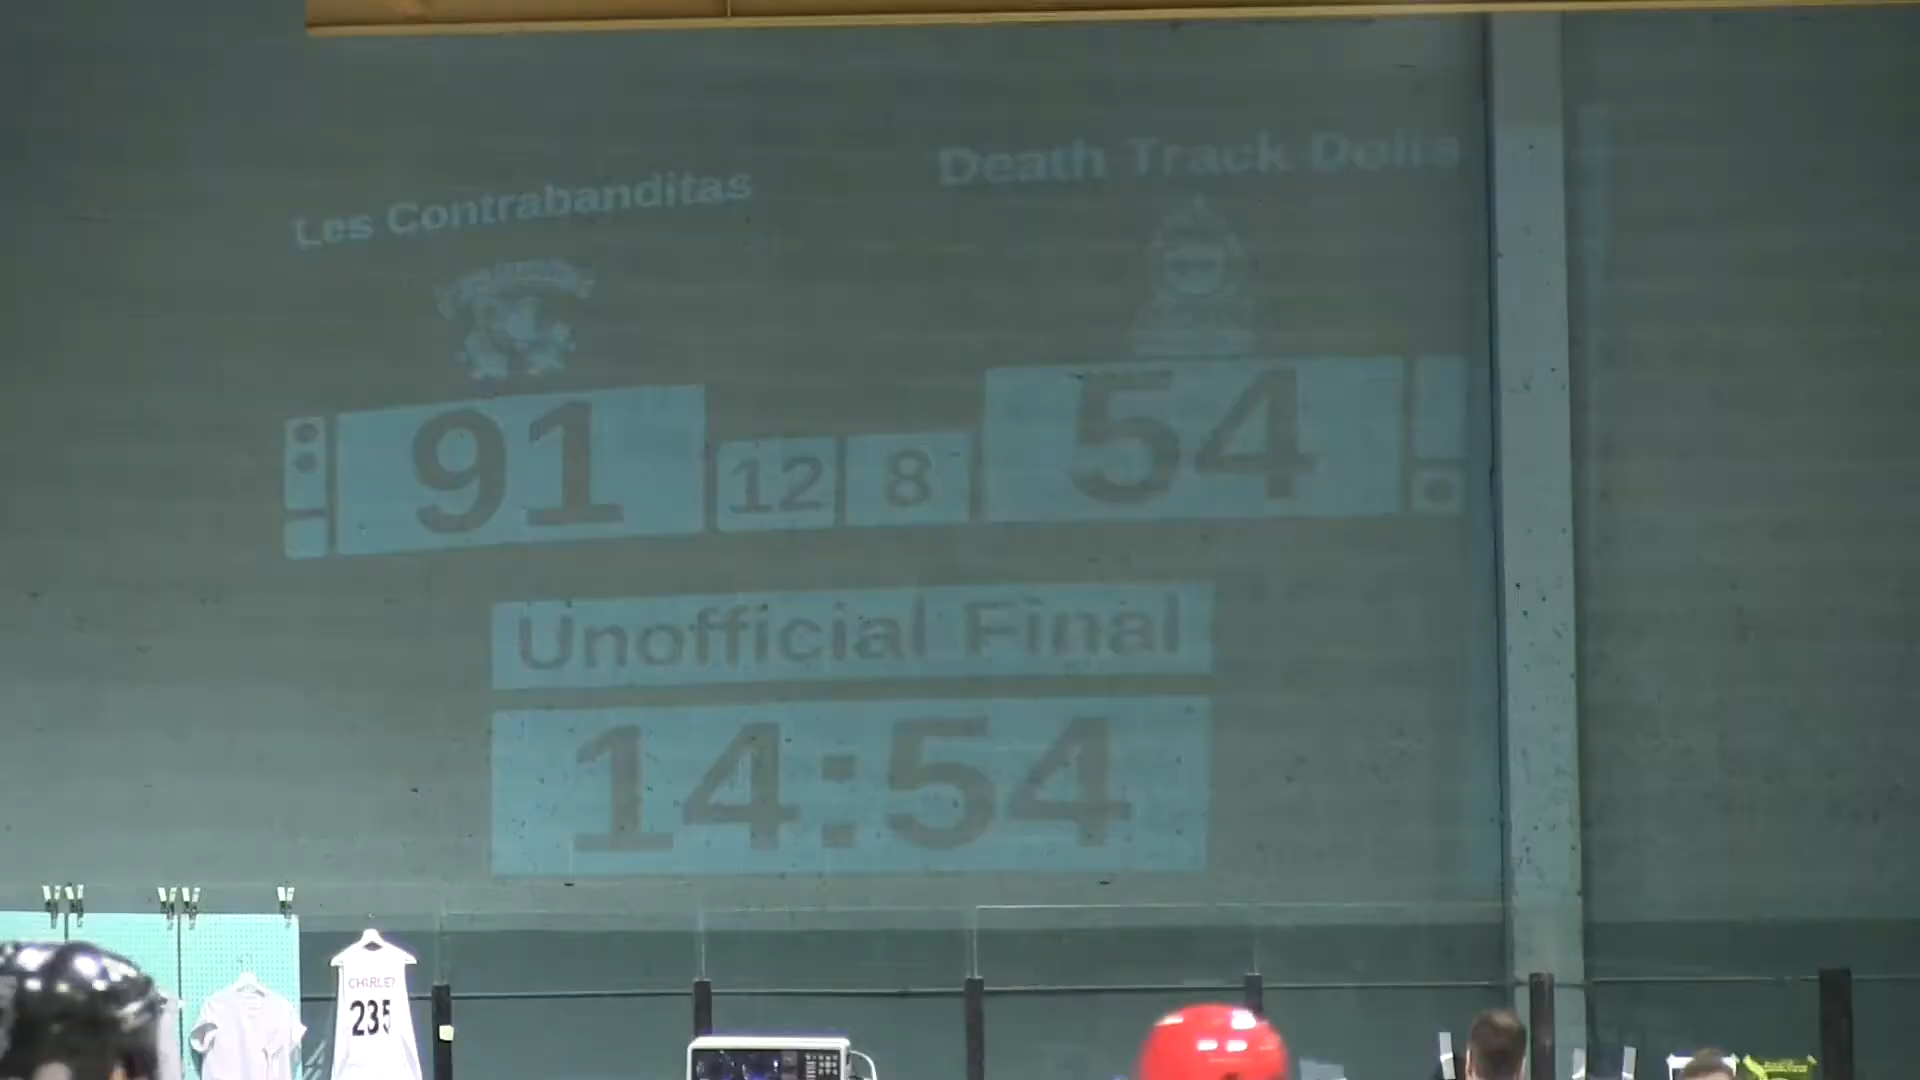 Death Track Dolls
Les Contrabanditas
91 12 8 54
Unofficial Final
14:54
235